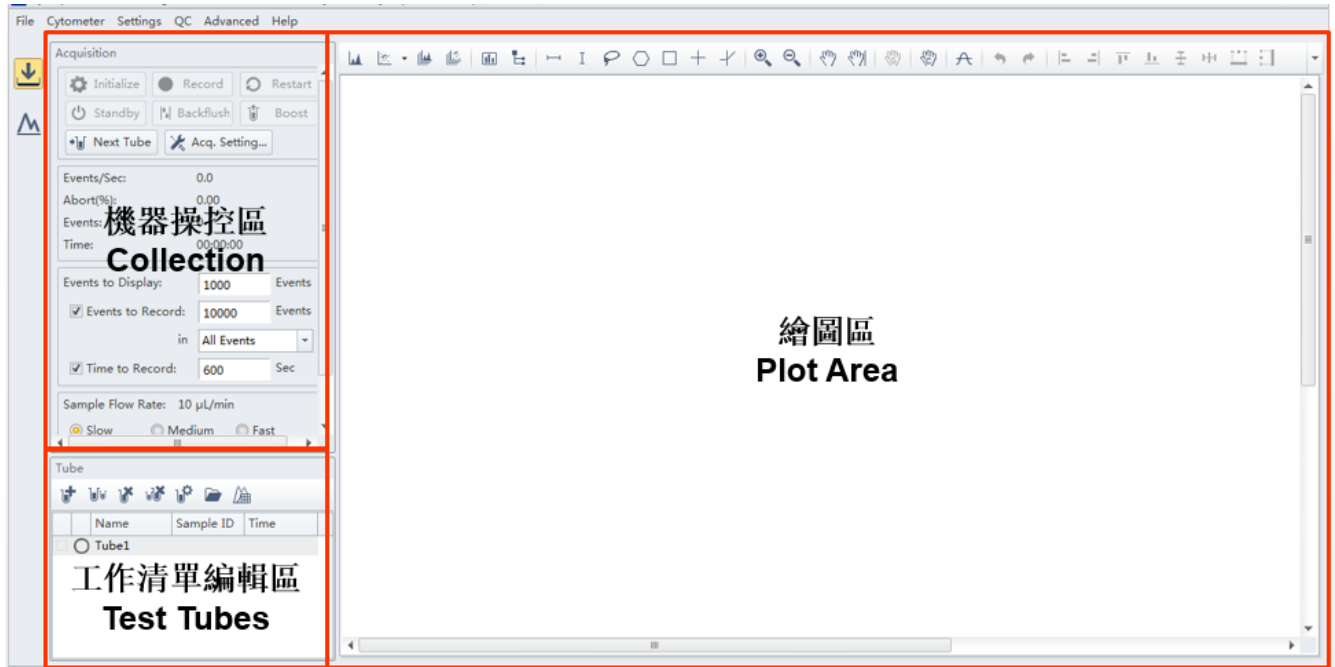 File Cytometer Settings QC Advanced Help
Acquisition
Initialize Record Restart
Standby Backflush Boost
Next Tube Acq. Setting...
Events/Sec: 0.0
Abort(%): 0.00
Events:
Time: 00:00:00
機器操控區
Collection
Events to Display: 1000 Events
Events to Record: 10000 Events
in All Events
Time to Record: 600 Sec
Sample Flow Rate: 10 µL/min
Slow Medium Fast
Tube
Name Sample ID Time
Tube1
工作清單編輯區
Test Tubes
繪圖區
Plot Area